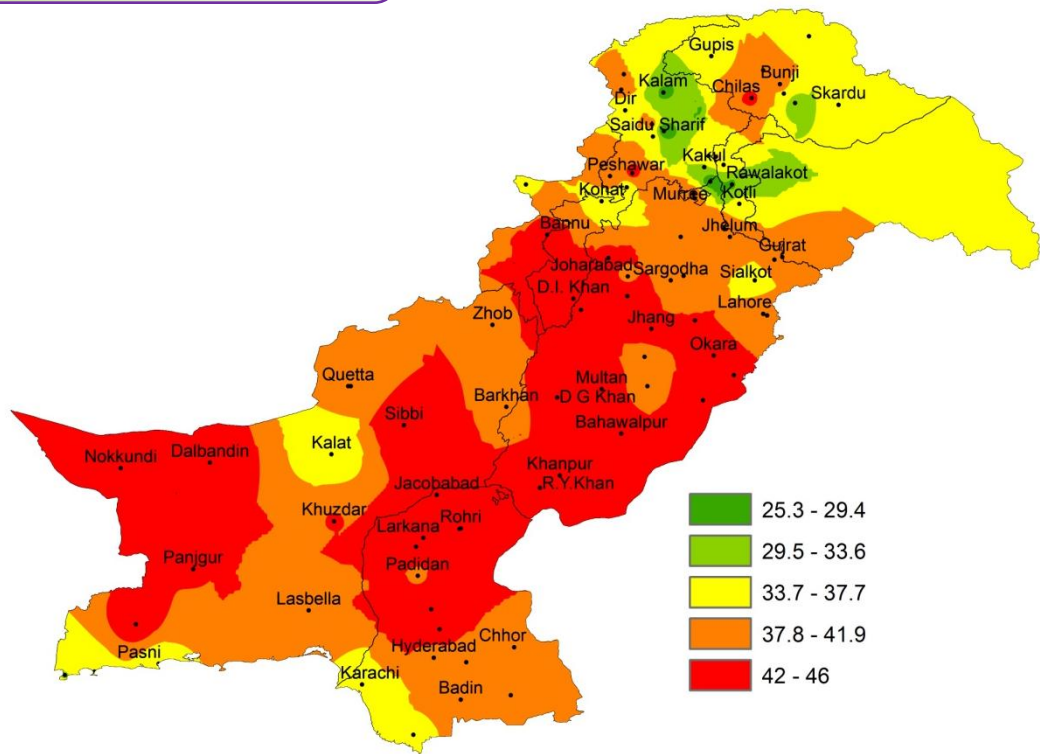 Gupis
Kalam
Bunji
Chilas
Skardu
Dir
Saidu Sharif
Kakul
Peshawar
Rawalakot
Kohat
Murree
Kotli
Bannu
Jhelum
Gujrat
Joharabad
Sargodha
Sialkot
D.I. Khan
Lahore
Zhob
Jhang
Okara
Quetta
Multan
Barkhan
D G Khan
Sibbi
Bahawalpur
Kalat
Nokkundi
Dalbandin
Khanpur
Jacobabad
R.Y.Khan
Khuzdar
Rohri
Larkana
Panjgur
Padidan
Lasbella
Chhor
Hyderabad
Pasni
Karachi
Badin
25.3 - 29.4
29.5 - 33.6
33.7 - 37.7
37.8 - 41.9
42 - 46